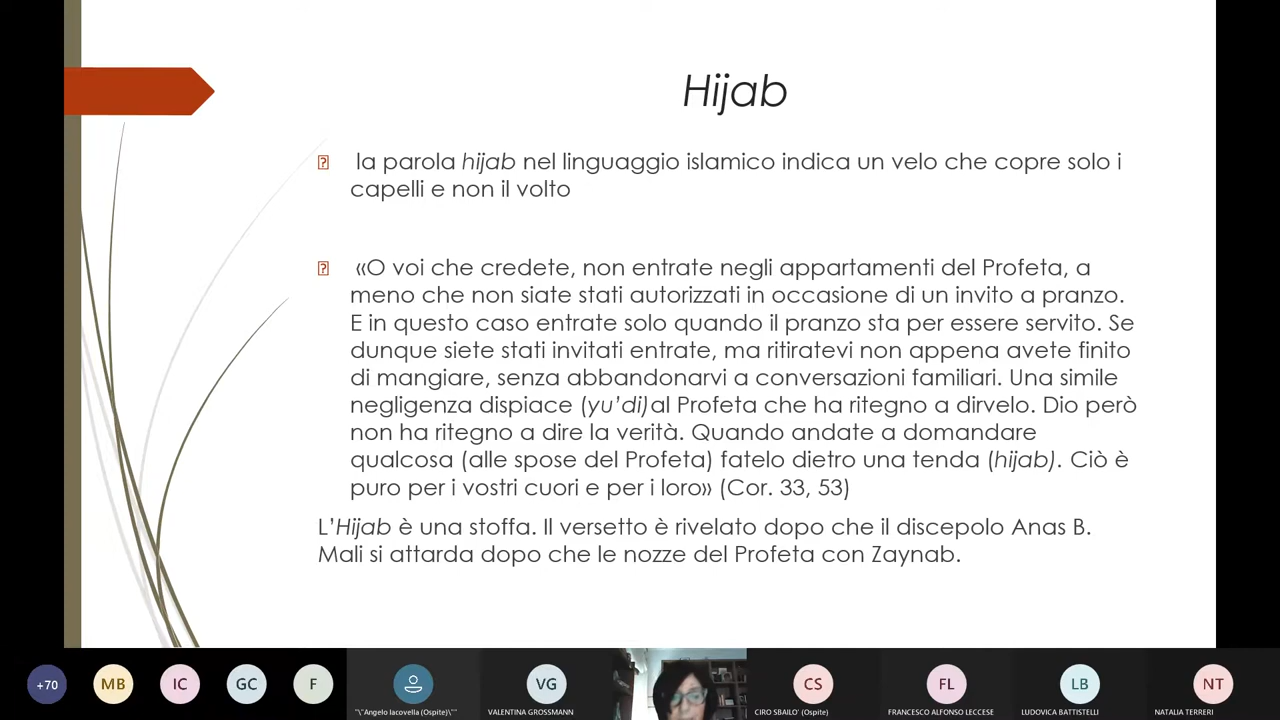 Hijab
la parola hijab nel linguaggio islamico indica un velo che copre solo i
capelli e non il volto
«O voi che credete, non entrate negli appartamenti del Profeta, a
meno che non siate stati autorizzati in occasione di un invito a pranzo.
E in questo caso entrate solo quando il pranzo sta per essere servito. Se
dunque siete stati invitati entrate, ma ritiratevi non appena avete finito
di mangiare, senza abbandonarvi a conversazioni familiari. Una simile
negligenza dispiace (yu’di)al Profeta che ha ritegno a dirvelo. Dio però
non ha ritegno a dire la verità. Quando andate a domandare
qualcosa (alle spose del Profeta) fatelo dietro una tenda (hijab). Ciò è
puro per i vostri cuori e per i loro» (Cor. 33, 53)
L’Hijab è una stoffa. Il versetto è rivelato dopo che il discepolo Anas B.
Mali si attarda dopo che le nozze del Profeta con Zaynab.
+70 MB IC GC F VG CS FL LB NT
"\"Angelo Iacovella (Ospite)\"" VALENTINA GROSSMANN CIRO SBAILO' (Ospite) FRANCESCO ALFONSO LECCESE LUDOVICA BATTISTELLI NATALIA TERRERI